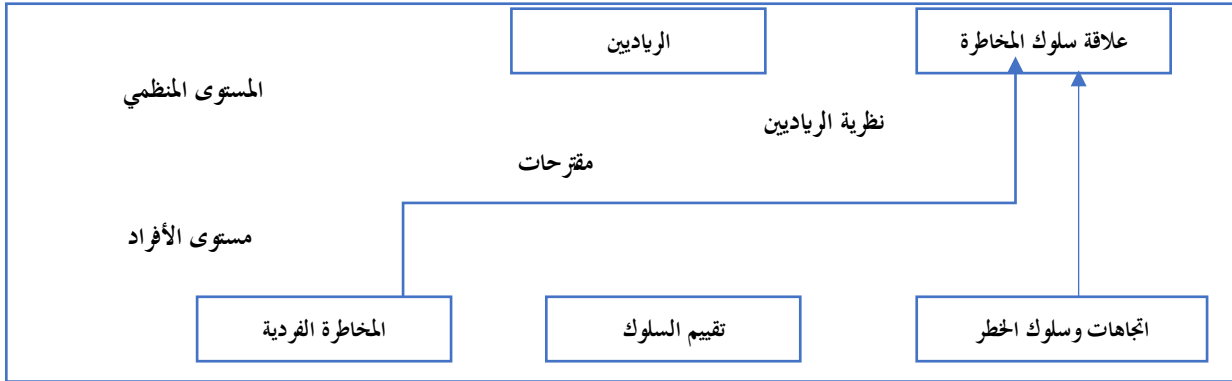 علاقة سلوك المخاطرة
الرياديين
المستوى المنظمي
نظرية الرياديين
مقترحات
مستوى الأفراد
اتجاهات وسلوك الخطر
تقييم السلوك
المخاطرة الفردية